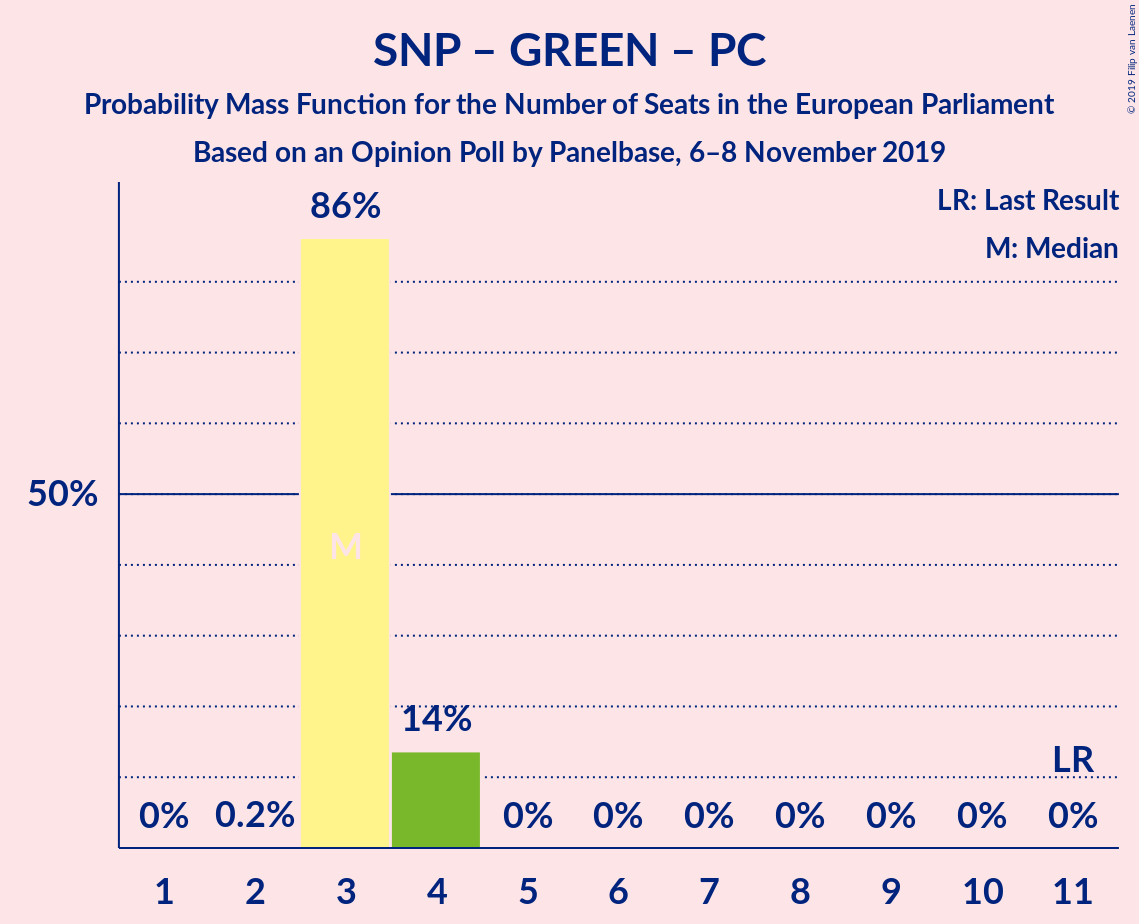 SNP – GREEN – PC
Probability Mass Function for the Number of Seats in the European Parliament
Based on an Opinion Poll by Panelbase, 6–8 November 2019
© 2019 Filip van Laenen
LR: Last Result
M: Median
86%
50%
M
14%
LR
0% 0.2% 0% 0% 0% 0% 0% 0% 0%
1 2 3 4 5 6 7 8 9 10 11